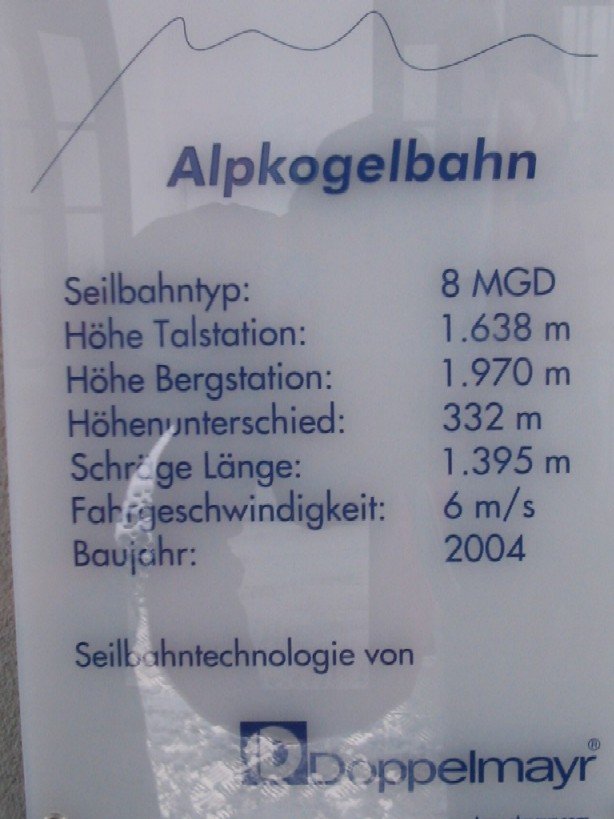 Alpkogelbahn
Seilbahntyp: 8 MGD
Höhe Talstation: 1.638 m
Höhe Bergstation: 1.970 m
Höhenunterschied: 332 m
Schräge Länge: 1.395 m
Fahrgeschwindigkeit: 6 m/s
Baujahr: 2004
Seilbahntechnologie von
Doppelmayr®